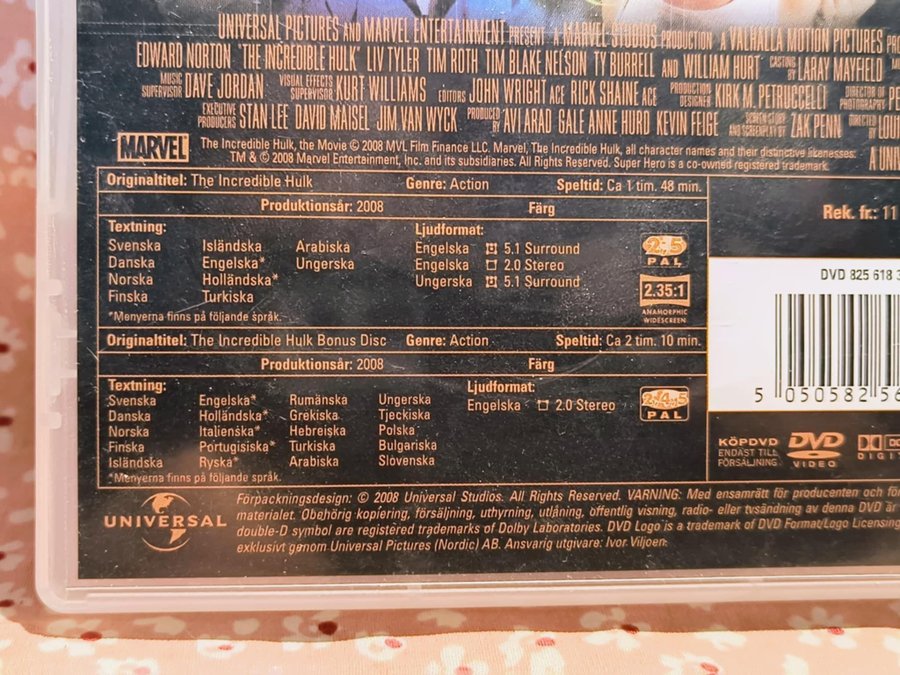 UNIVERSAL PICTURES AND MARVEL ENTERTAINMENT PRESENT A MARVEL STUDIOS PRODUCTION A VALHALLA MOTION PICTURES
EDWARD NORTON "THE INCREDIBLE HULK" LIV TYLER TIM ROTH TIM BLAKE NELSON TY BURRELL AND WILLIAM HURT CASTING BY LARAY MAYFIELD
MUSIC SUPERVISOR DAVE JORDAN VISUAL EFFECTS SUPERVISOR KURT WILLIAMS EDITORS JOHN WRIGHT ACE RICK SHAINE ACE PRODUCTION DESIGNER KIRK M. PETRUCCELLI DIRECTOR OF PHOTOGRAPHY PE
EXECUTIVE PRODUCERS STAN LEE DAVID MAISEL JIM VAN WYCK PRODUCED BY AVI ARAD GALE ANNE HURD KEVIN FEIGE SCREEN STORY AND SCREENPLAY BY ZAK PENN DIRECTED BY LOU
MARVEL
The Incredible Hulk, the Movie © 2008 MVL Film Finance LLC. Marvel, The Incredible Hulk, all character names and their distinctive likenesses:
TM & © 2008 Marvel Entertainment, Inc. and its subsidiaries. All Rights Reserved. Super Hero is a co-owned registered trademark.
A UNIV
Originaltitel: The Incredible Hulk Genre: Action Speltid: Ca 1 tim. 48 min.
Produktionsår: 2008 Färg
Rek. fr.: 11
Textning: Ljudformat:
Svenska Isländska Arabiska Engelska 5.1 Surround
Danska Engelska* Ungerska Engelska 2.0 Stereo
Norska Holländska* Ungerska 5.1 Surround
Finska Turkiska
*Menyerna finns på följande språk.
2,5
PAL
2.35:1
ANAMORPHIC
WIDESCREEN
DVD 825 618 3
5 050582 56
Originaltitel: The Incredible Hulk Bonus Disc Genre: Action Speltid: Ca 2 tim. 10 min.
Produktionsår: 2008 Färg
Textning: Ljudformat:
Svenska Engelska* Rumänska Ungerska Engelska 2.0 Stereo
Danska Holländska* Grekiska Tjeckiska
Norska Italienska* Hebreiska Polska
Finska Portugisiska* Turkiska Bulgariska
Isländska Ryska* Arabiska Slovenska
*Menyerna finns på följande språk.
2,4,5
PAL
KÖPDVD
ENDAST TILL
FÖRSÄLJNING
DVD
VIDEO
DIGIT
UNIVERSAL
Förpackningsdesign: © 2008 Universal Studios. All Rights Reserved. VARNING: Med ensamrätt för producenten och för
materialet. Obehörig kopiering, försäljning, uthyrning, utlåning, offentlig visning, radio- eller tvsändning av denna DVD är
double-D symbol are registered trademarks of Dolby Laboratories. DVD Logo is a trademark of DVD Format/Logo Licensing
exklusivt genom Universal Pictures (Nordic) AB. Ansvarig utgivare: Ivor Viljoen.